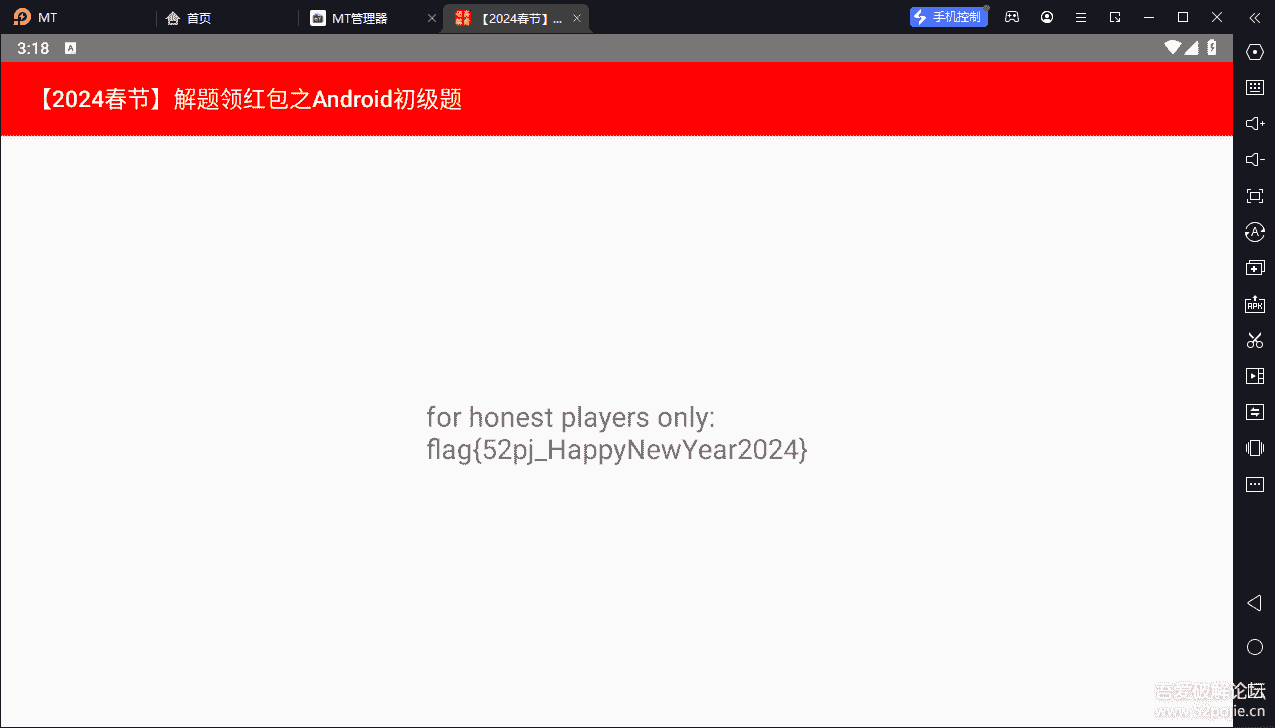 MT
首页
MT管理器
【2024春节】...
手机控制
3:18
A
【2024春节】解题领红包之Android初级题
for honest players only:
flag{52pj_HappyNewYear2024}
A
APK
吾爱破解论坛
www.52pojie.cn